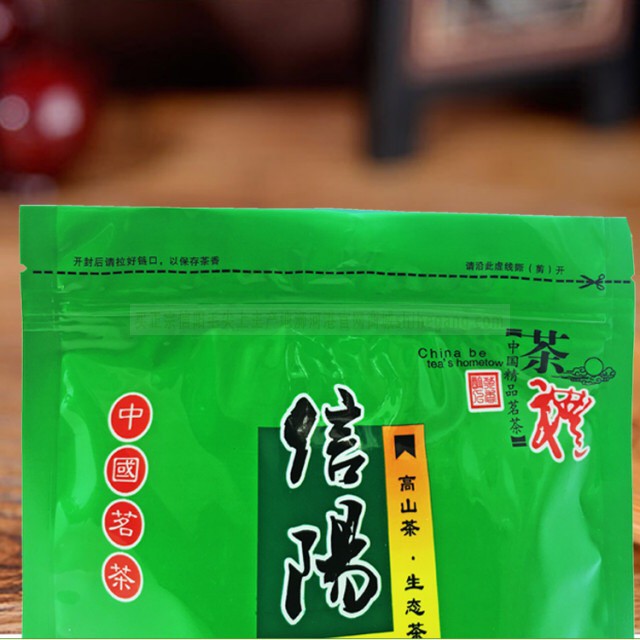 开封后请拉好链口，以保存茶香
请沿此虚线撕（剪）开
China be
tea's hometow
茶禮
【中国精品茗茶】
中國茗茶
信陽
高山茶·生态茶